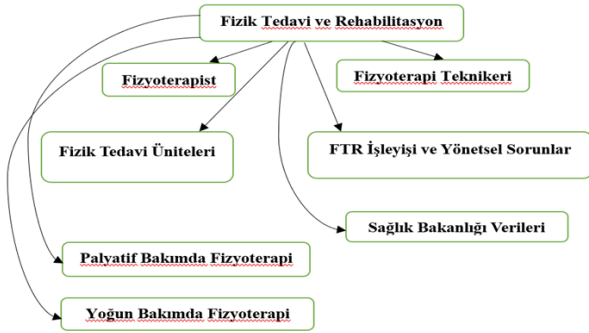 Fizik Tedavi ve Rehabilitasyon
Fizyoterapist
Fizyoterapi Teknikeri
Fizik Tedavi Üniteleri
FTR İşleyişi ve Yönetsel Sorunlar
Sağlık Bakanlığı Verileri
Palyatif Bakımda Fizyoterapi
Yoğun Bakımda Fizyoterapi